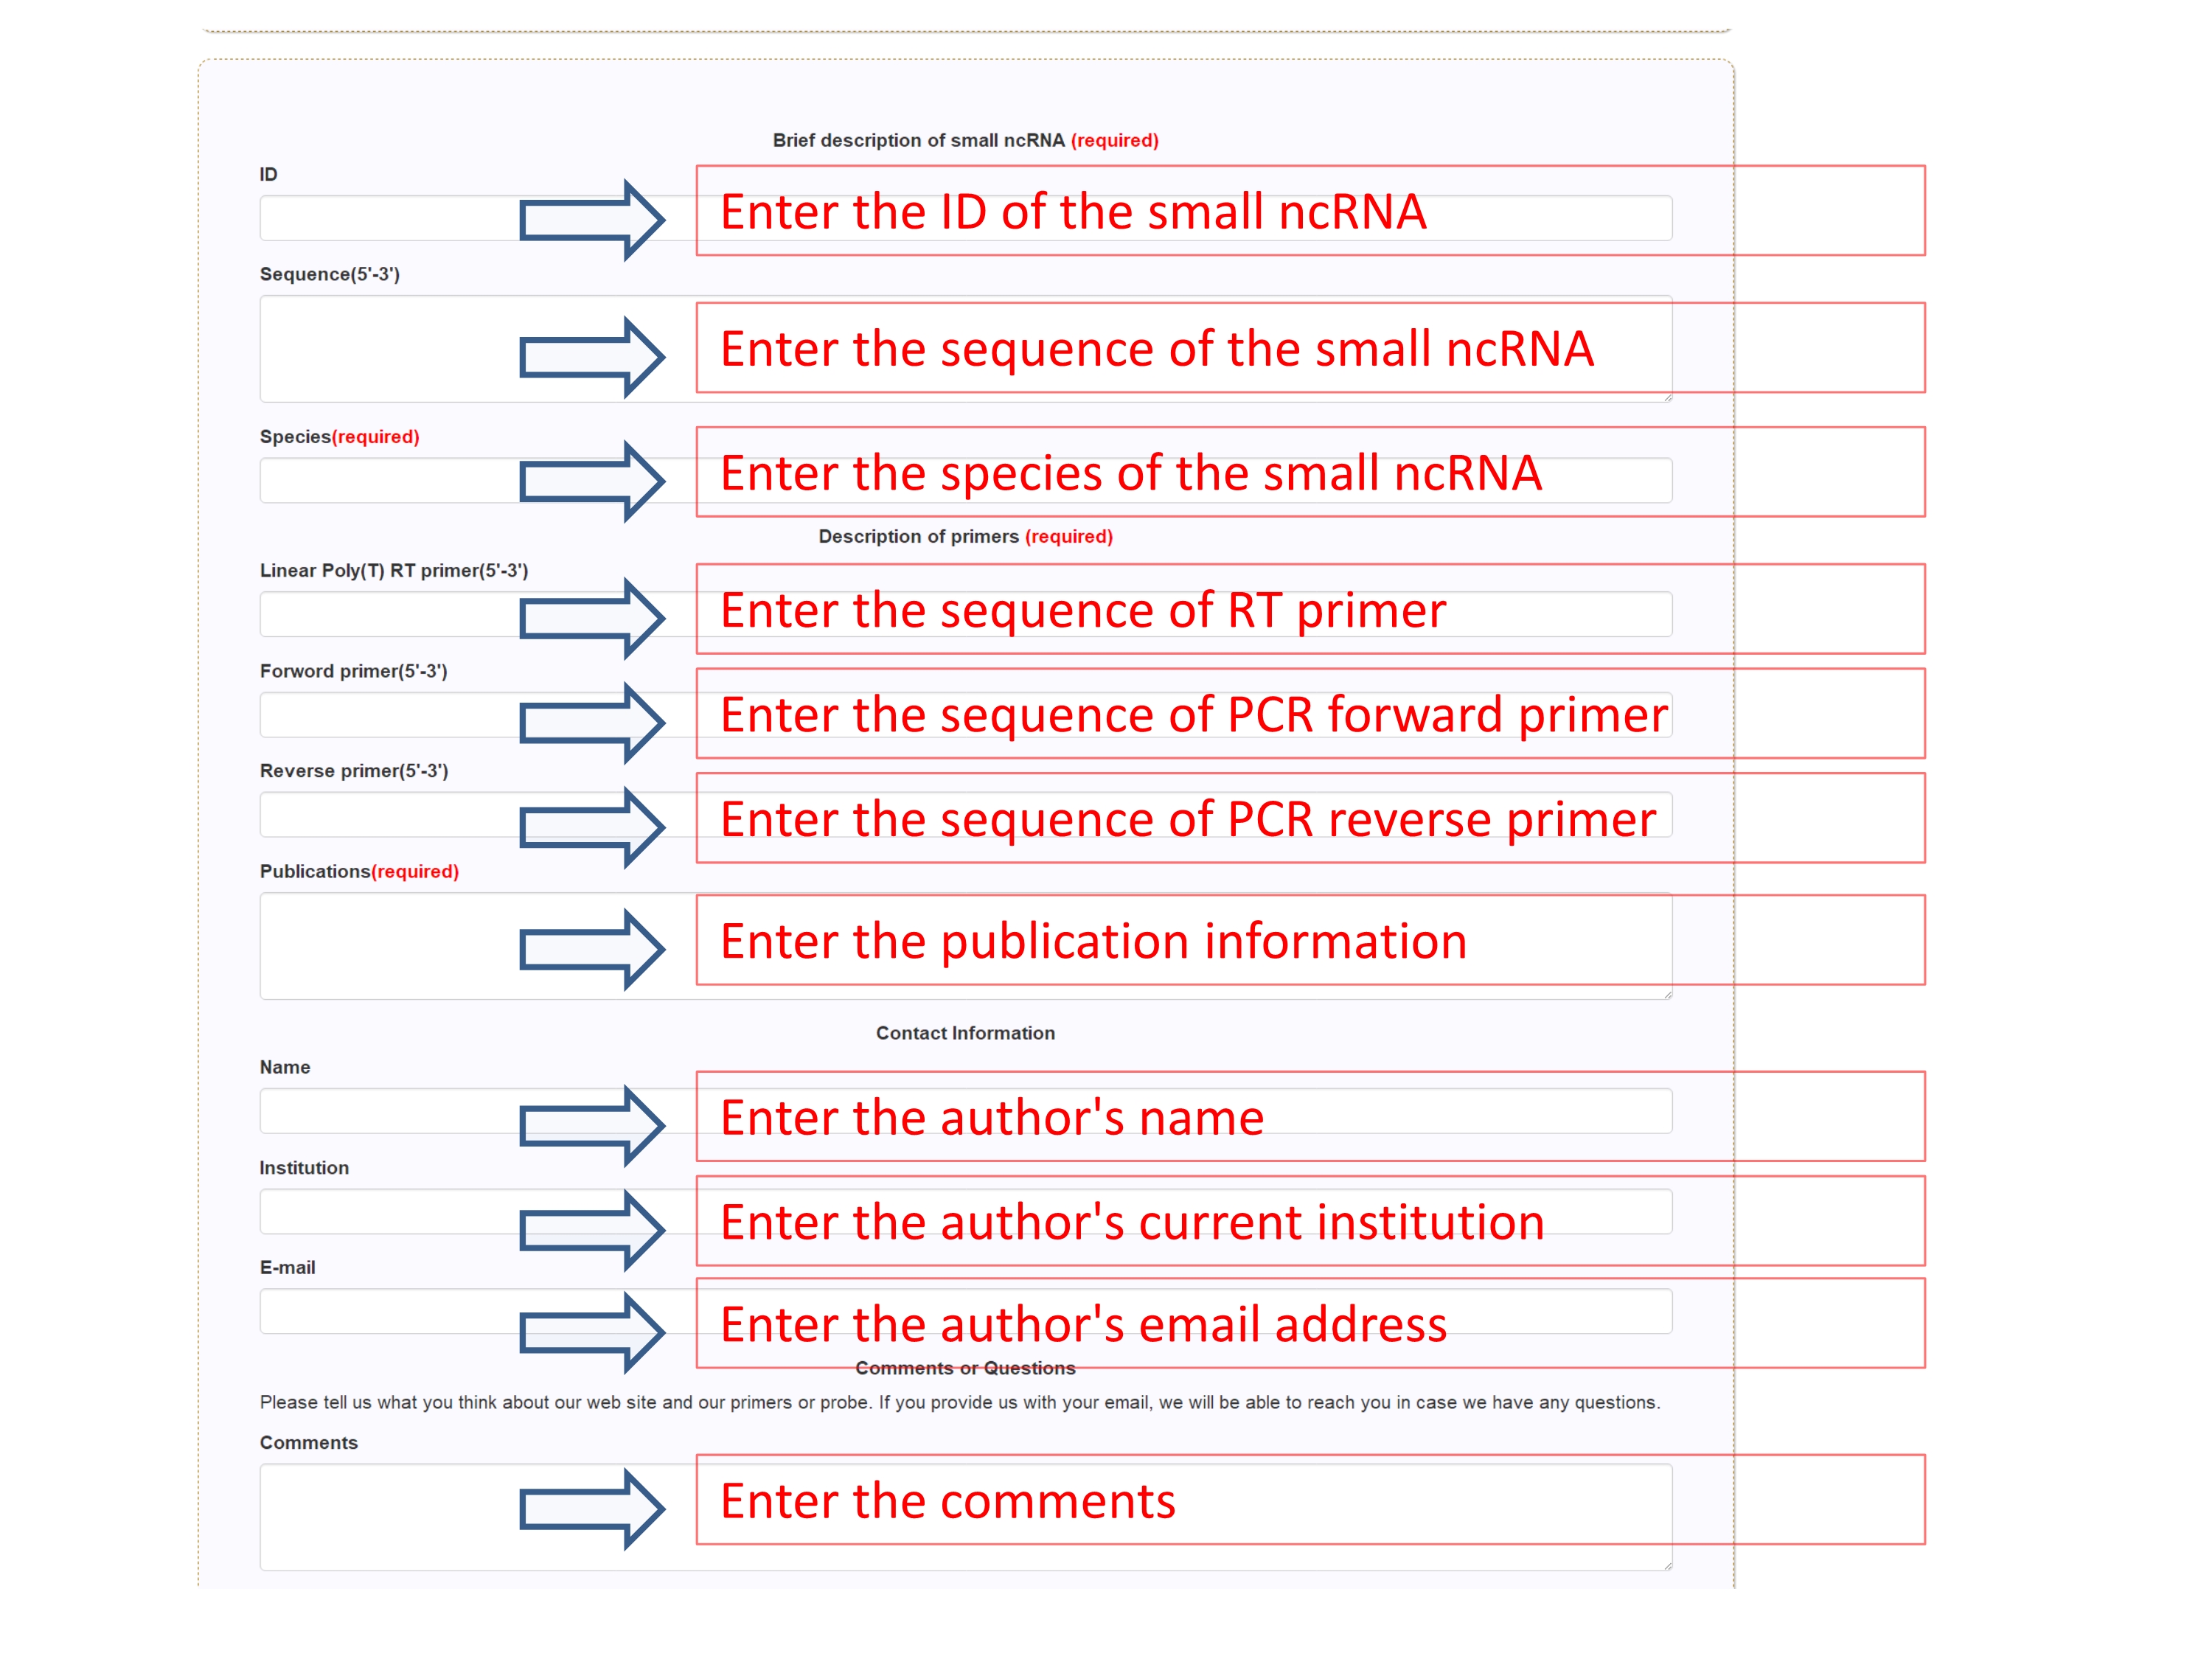 Brief description of small ncRNA (required)
ID
Enter the ID of the small ncRNA
Sequence(5'-3')
Enter the sequence of the small ncRNA
Species(required)
Enter the species of the small ncRNA
Description of primers (required)
Linear Poly(T) RT primer(5'-3')
Enter the sequence of RT primer
Forword primer(5'-3')
Enter the sequence of PCR forward primer
Reverse primer(5'-3')
Enter the sequence of PCR reverse primer
Publications(required)
Enter the publication information
Contact Information
Name
Enter the author's name
Institution
Enter the author's current institution
E-mail
Enter the author's email address
Comments or Questions
Please tell us what you think about our web site and our primers or probe. If you provide us with your email, we will be able to reach you in case we have any questions.
Comments
Enter the comments